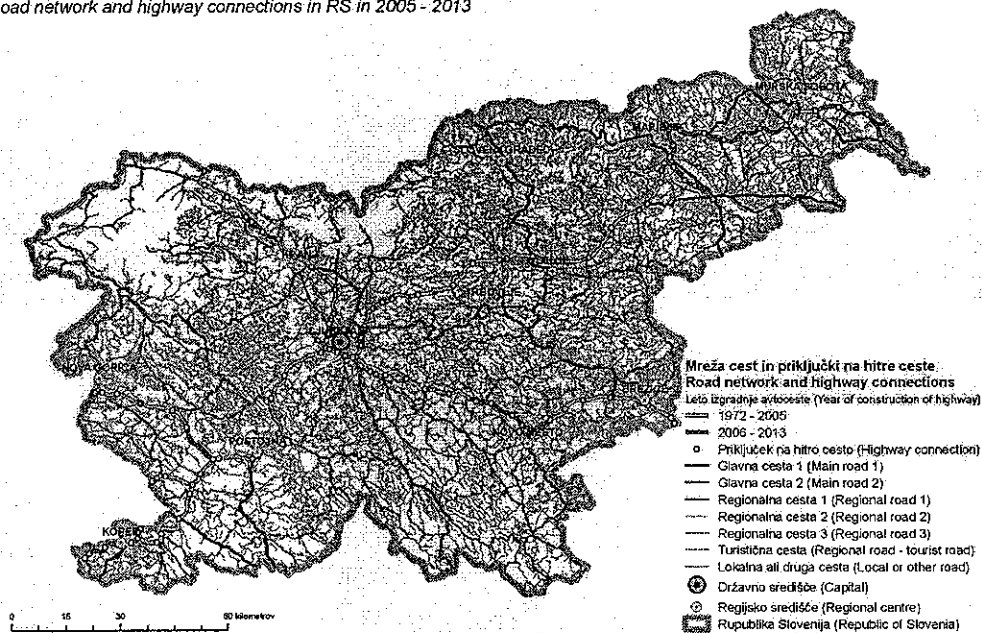 oad network and highway connections in RS in 2005 - 2013
MURSKA SOBOTA
KOPER
Mreža cest in priključki na hitre ceste
Road network and highway connections
Leto izgradnje avtoceste (Year of construction of highway)
1972 - 2005
2006 - 2013
Priključek na hitro cesto (Highway connection)
Glavna cesta 1 (Main road 1)
Glavna cesta 2 (Main road 2)
Regionalna cesta 1 (Regional road 1)
Regionalna cesta 2 (Regional road 2)
Regionalna cesta 3 (Regional road 3)
Turistična cesta (Regional road - tourist road)
Lokalna ali druga cesta (Local or other road)
Državno središče (Capital)
Regijsko središče (Regional centre)
Rupublika Slovenija (Republic of Slovenia)
0 15 30 60 kilometrov